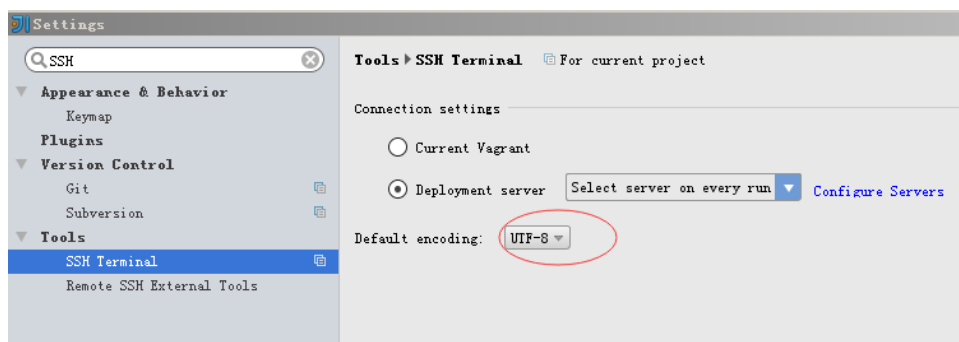 Settings
SSH
Appearance & Behavior
Keymap
Plugins
Version Control
Git
Subversion
Tools
SSH Terminal
Remote SSH External Tools
Tools SSH Terminal For current project
Connection settings
Current Vagrant
Deployment server Select server on every run Configure Servers
Default encoding: UTF-8